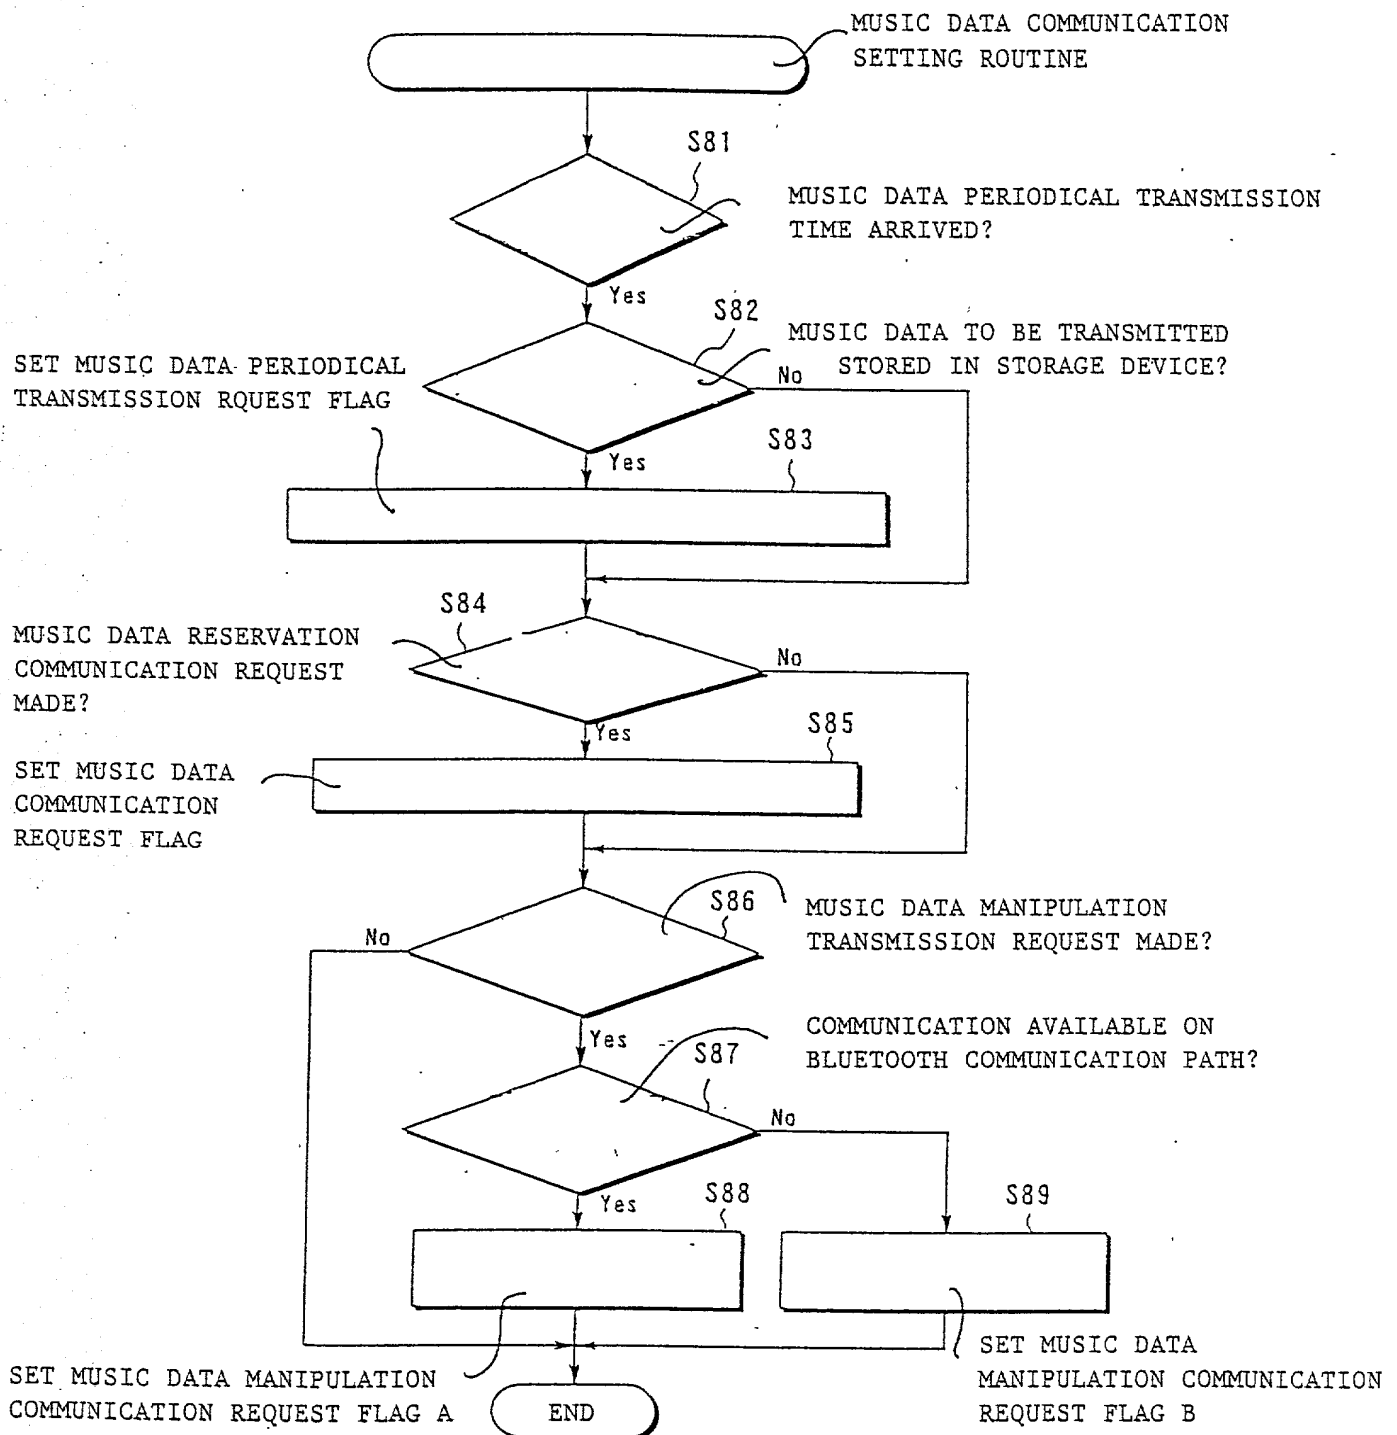 MUSIC DATA COMMUNICATION
SETTING ROUTINE
S81
MUSIC DATA PERIODICAL TRANSMISSION
TIME ARRIVED?
Yes
S82
MUSIC DATA TO BE TRANSMITTED
STORED IN STORAGE DEVICE?
No
SET MUSIC DATA PERIODICAL
TRANSMISSION RQUEST FLAG
Yes
S83
S84
MUSIC DATA RESERVATION
COMMUNICATION REQUEST
MADE?
No
Yes
S85
SET MUSIC DATA
COMMUNICATION
REQUEST FLAG
S86
MUSIC DATA MANIPULATION
TRANSMISSION REQUEST MADE?
No
Yes
S87
COMMUNICATION AVAILABLE ON
BLUETOOTH COMMUNICATION PATH?
No
Yes
S88
S89
SET MUSIC DATA MANIPULATION
COMMUNICATION REQUEST FLAG A
END
SET MUSIC DATA
MANIPULATION COMMUNICATION
REQUEST FLAG B